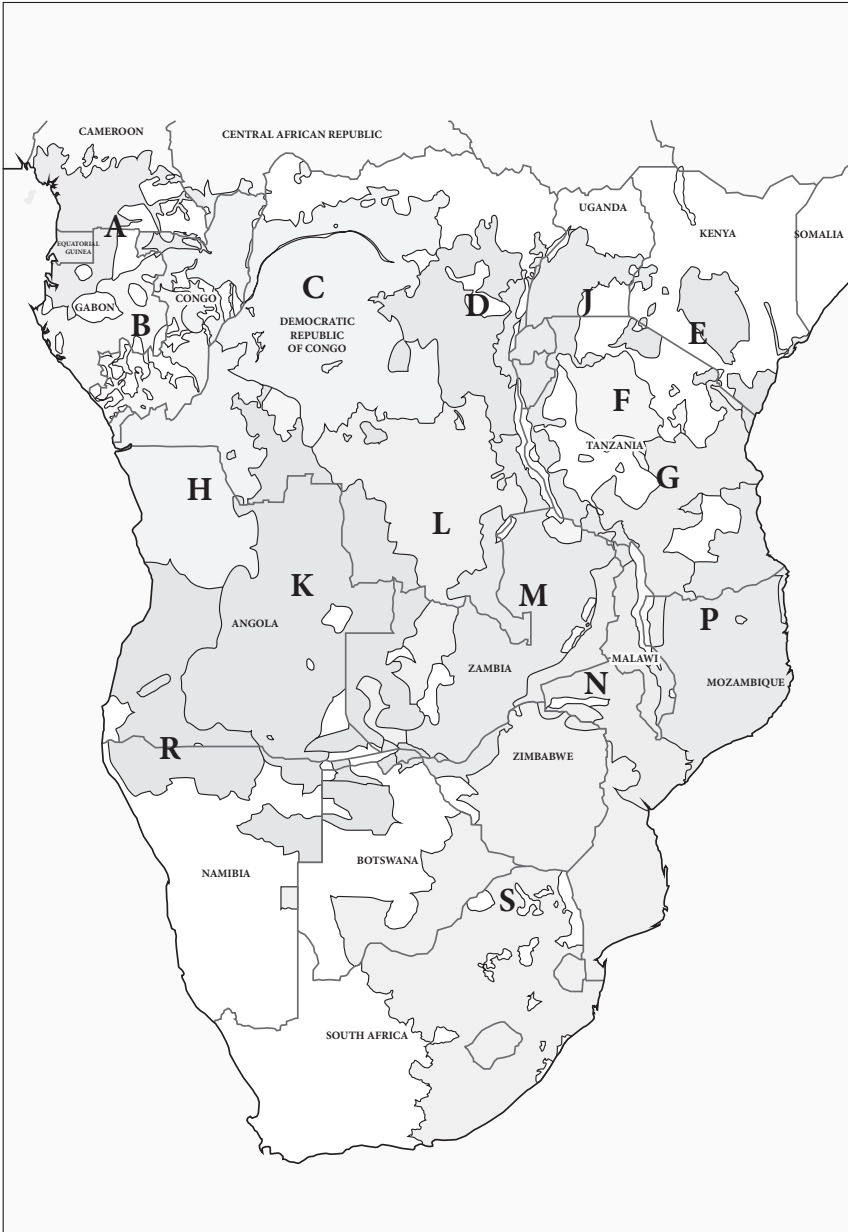 CAMEROON
CENTRAL AFRICAN REPUBLIC
UGANDA
KENYA
SOMALIA
A
EQUATORIAL
GUINEA
GABON
CONGO
B
C
DEMOCRATIC
REPUBLIC
OF CONGO
D
J
E
F
TANZANIA
G
H
L
K
ANGOLA
M
ZAMBIA
P
MALAWI
N
MOZAMBIQUE
R
ZIMBABWE
NAMIBIA
BOTSWANA
S
SOUTH AFRICA